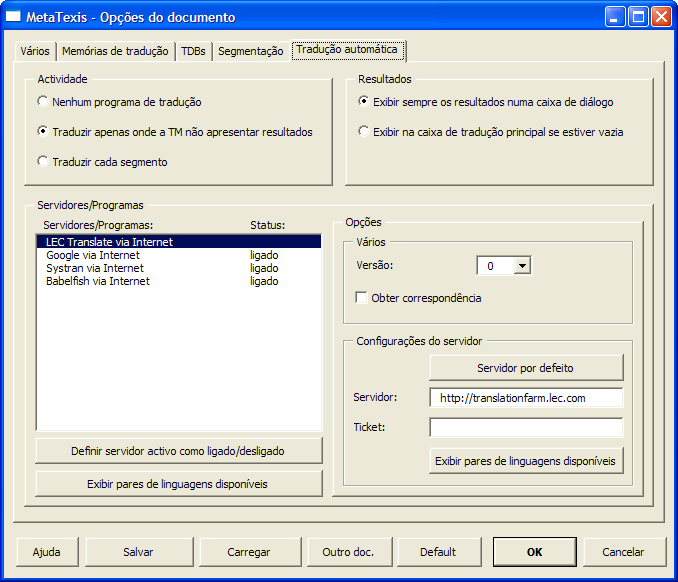 MetaTexis - Opções do documento
Vários
Memórias de tradução
TDBs
Segmentação
Tradução automática
Actividade
Nenhum programa de tradução
Traduzir apenas onde a TM não apresentar resultados
Traduzir cada segmento
Resultados
Exibir sempre os resultados numa caixa de diálogo
Exibir na caixa de tradução principal se estiver vazia
Servidores/Programas
Servidores/Programas: Status:
LEC Translate via Internet
Google via Internet ligado
Systran via Internet ligado
Babelfish via Internet ligado
Definir servidor activo como ligado/desligado
Exibir pares de linguagens disponíveis
Opções
Vários
Versão: 0
Obter correspondência
Configurações do servidor
Servidor por defeito
Servidor: http://translationfarm.lec.com
Ticket:
Exibir pares de linguagens disponíveis
Ajuda
Salvar
Carregar
Outro doc.
Default
OK
Cancelar